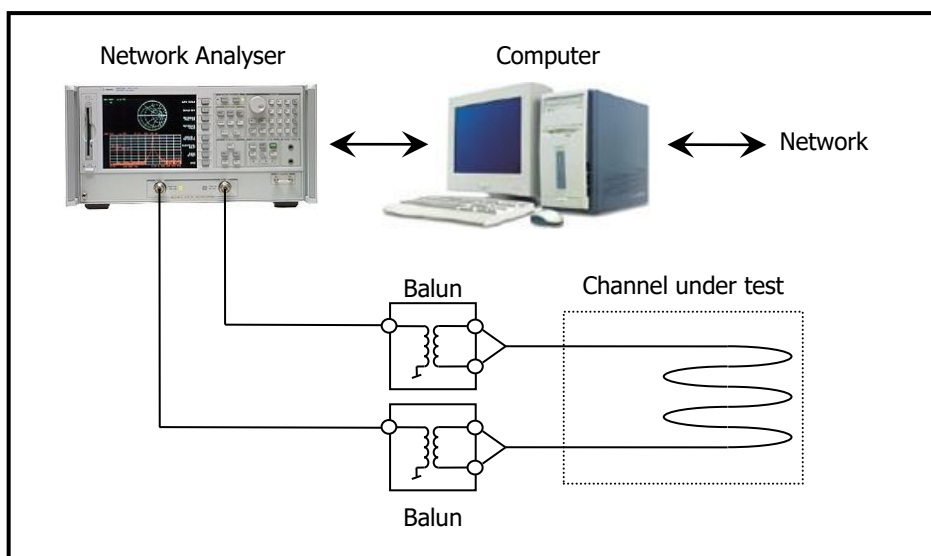 Network Analyser
Computer
Network
Balun
Channel under test
Balun